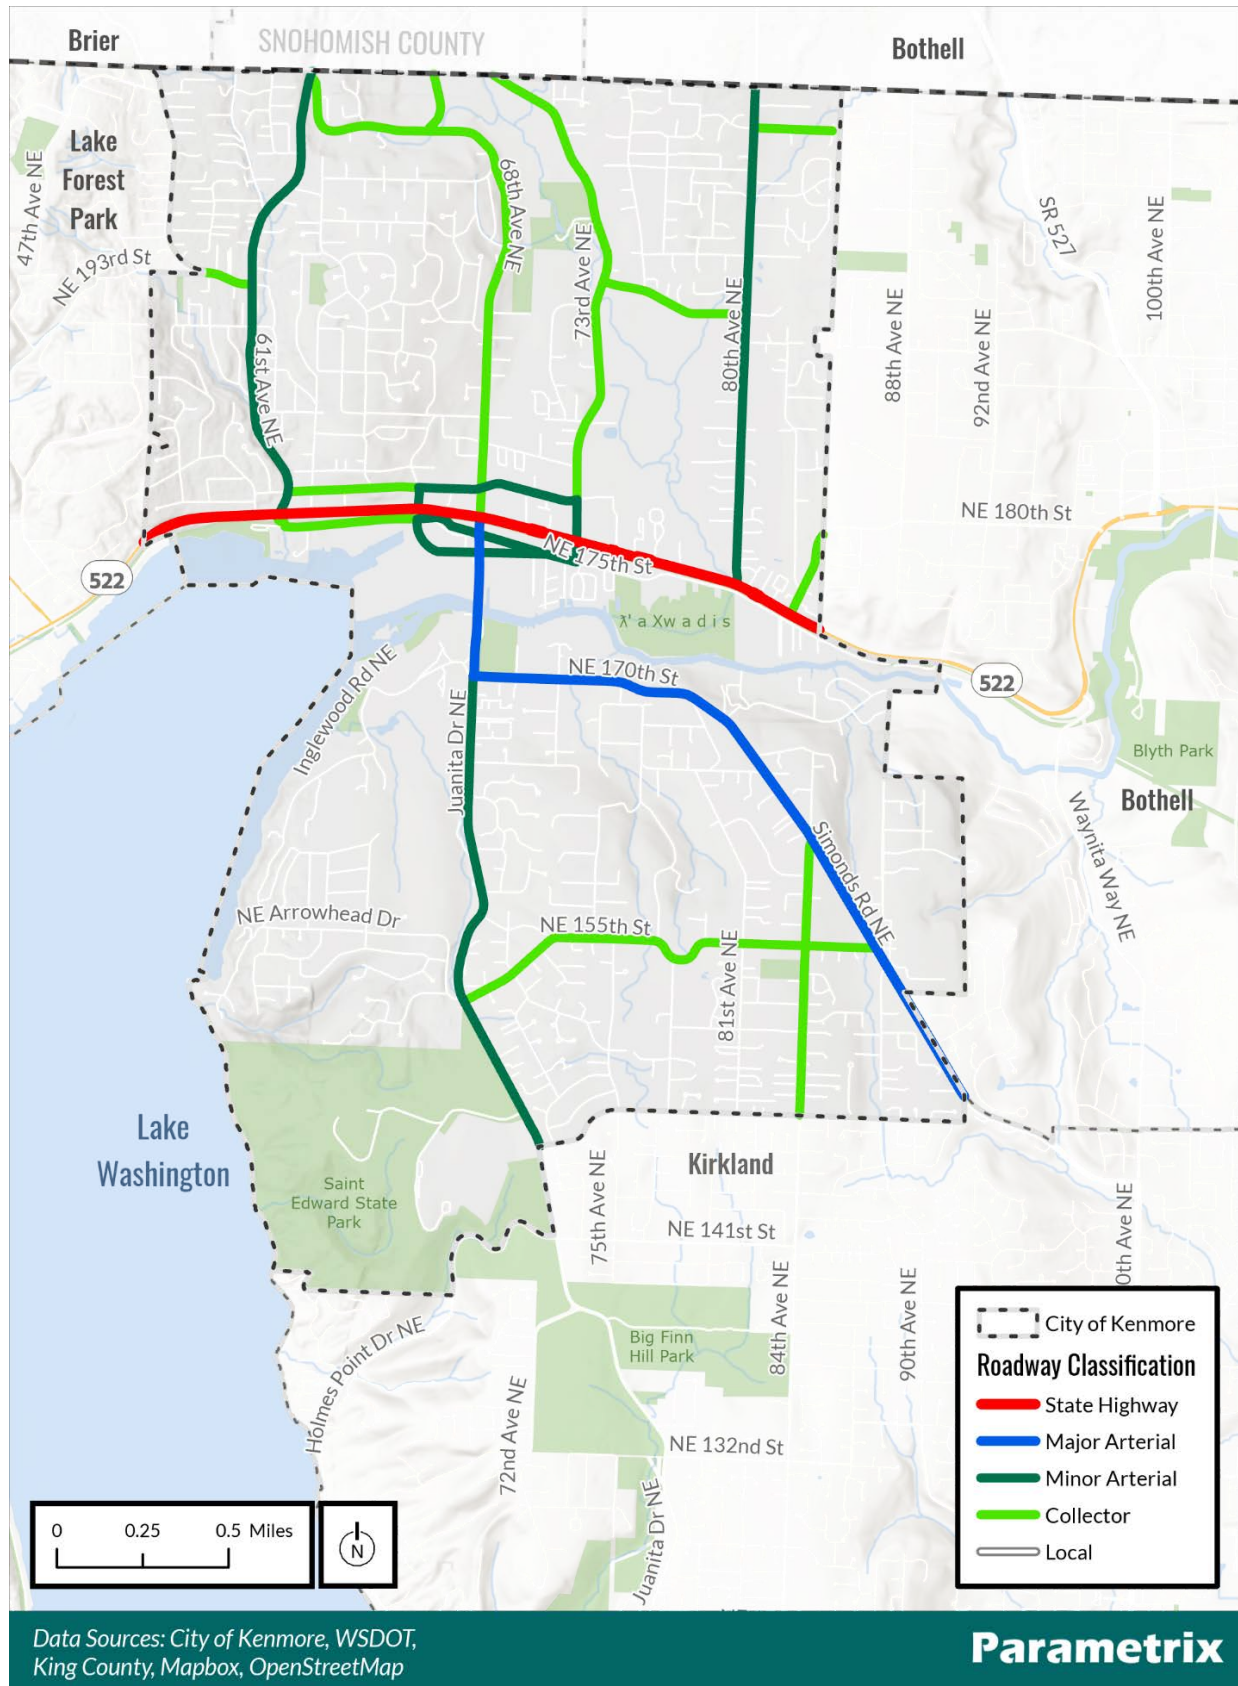 Brier
SNOHOMISH COUNTY
Bothell
Lake
Forest
Park
47th Ave NE
NE 193rd St
68th Ave NE
73rd Ave NE
SR 527
100th Ave NE
61st Ave NE
80th Ave NE
88th Ave NE
92nd Ave NE
NE 180th St
522
NE 175th St
ƛ' a Xw a d i s
NE 170th St
522
Inglewood Rd NE
Juanita Dr NE
Blyth Park
Bothell
Simonds Rd NE
Waynita Way NE
NE Arrowhead Dr
NE 155th St
81st Ave NE
Lake
Washington
Kirkland
Saint
Edward State
Park
75th Ave NE
NE 141st St
0th Ave NE
84th Ave NE
90th Ave NE
Big Finn
Hill Park
Holmes Point Dr NE
72nd Ave NE
NE 132nd St
Juanita Dr NE
City of Kenmore
Roadway Classification
State Highway
Major Arterial
Minor Arterial
Collector
Local
0 0.25 0.5 Miles
N
Data Sources: City of Kenmore, WSDOT,
King County, Mapbox, OpenStreetMap
Parametrix